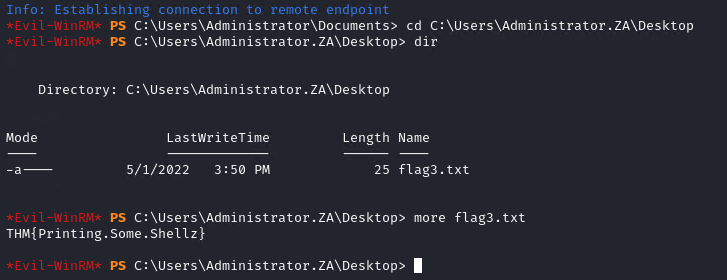 Info: Establishing connection to remote endpoint
*Evil-WinRM* PS C:\Users\Administrator\Documents> cd C:\Users\Administrator.ZA\Desktop
*Evil-WinRM* PS C:\Users\Administrator.ZA\Desktop> dir
Directory: C:\Users\Administrator.ZA\Desktop
Mode LastWriteTime Length Name
---- ------------- ------ ----
-a---- 5/1/2022 3:50 PM 25 flag3.txt
*Evil-WinRM* PS C:\Users\Administrator.ZA\Desktop> more flag3.txt
THM{Printing.Some.Shellz}
*Evil-WinRM* PS C:\Users\Administrator.ZA\Desktop>